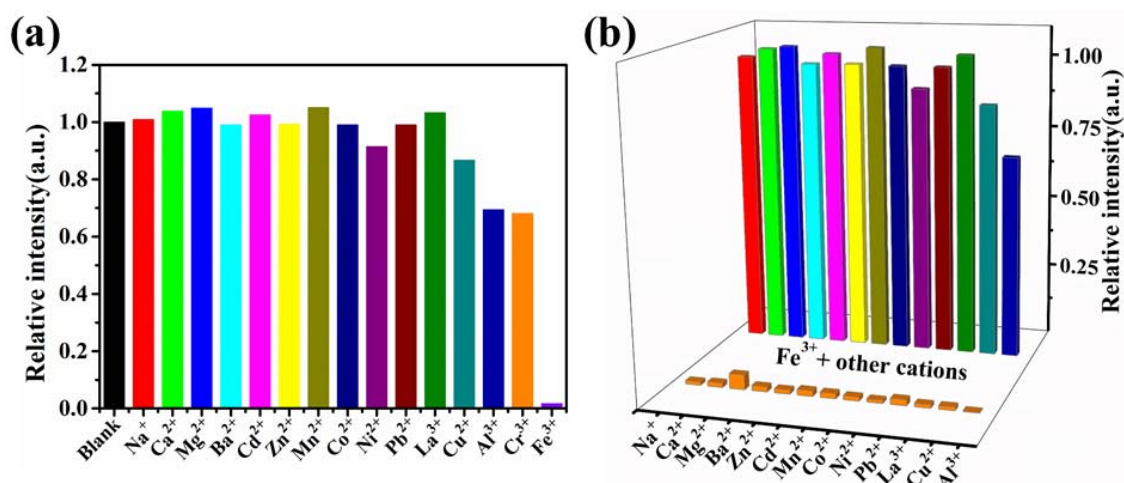 (a)
Relative intensity(a.u.)
1.2
1.0
0.8
0.6
0.4
0.2
0.0
Blank
Na⁺
Ca²⁺
Mg²⁺
Ba²⁺
Cd²⁺
Zn²⁺
Mn²⁺
Co²⁺
Ni²⁺
Pb²⁺
La³⁺
Cu²⁺
Al³⁺
Cr³⁺
Fe³⁺
(b)
1.00
0.75
0.50
0.25
Relative intensity(a.u.)
Fe³⁺+ other cations
Na⁺
Ca²⁺
Mg²⁺
Ba²⁺
Zn²⁺
Cd²⁺
Mn²⁺
Co²⁺
Ni²⁺
Pb²⁺
La³⁺
Cu²⁺
Al³⁺